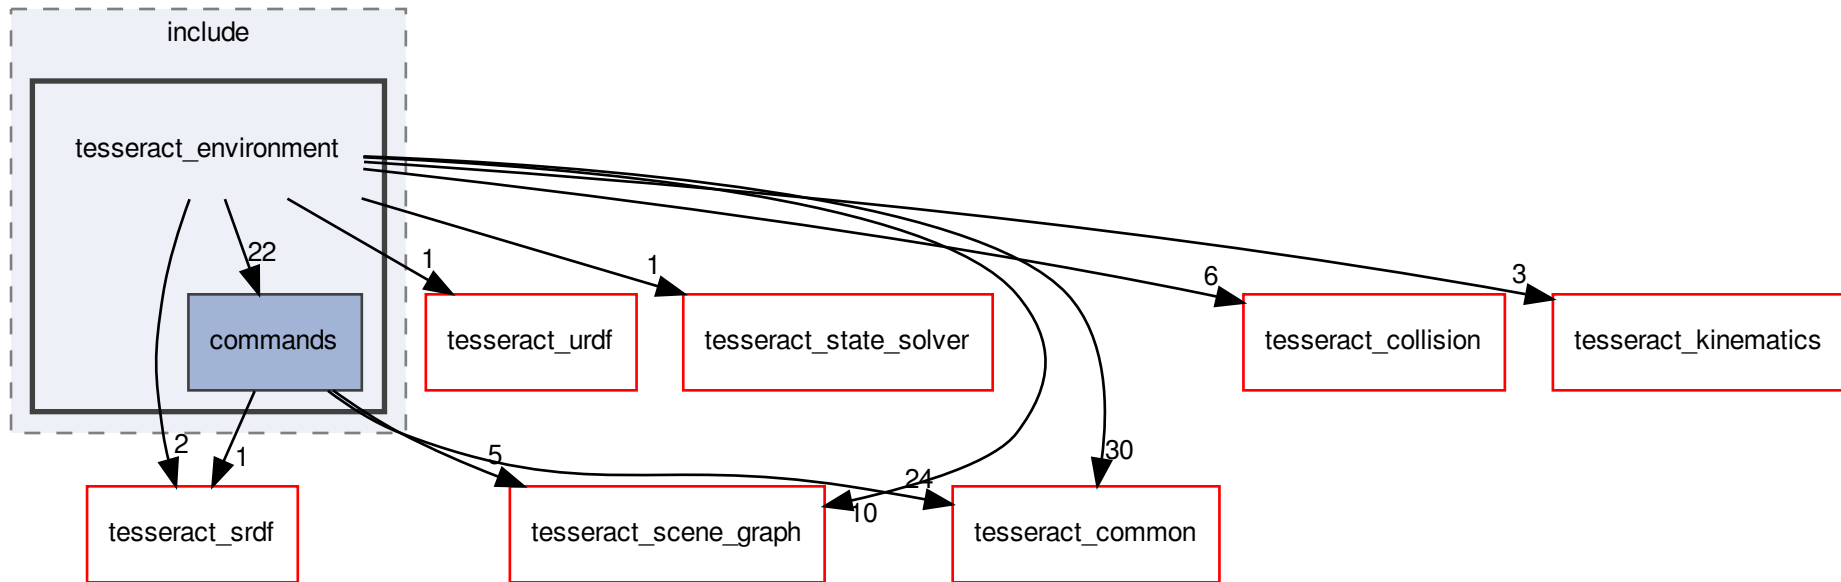 include
tesseract_environment
22
1
1
6
3
commands
tesseract_urdf
tesseract_state_solver
tesseract_collision
tesseract_kinematics
2
1
5
24
10
30
tesseract_srdf
tesseract_scene_graph
tesseract_common